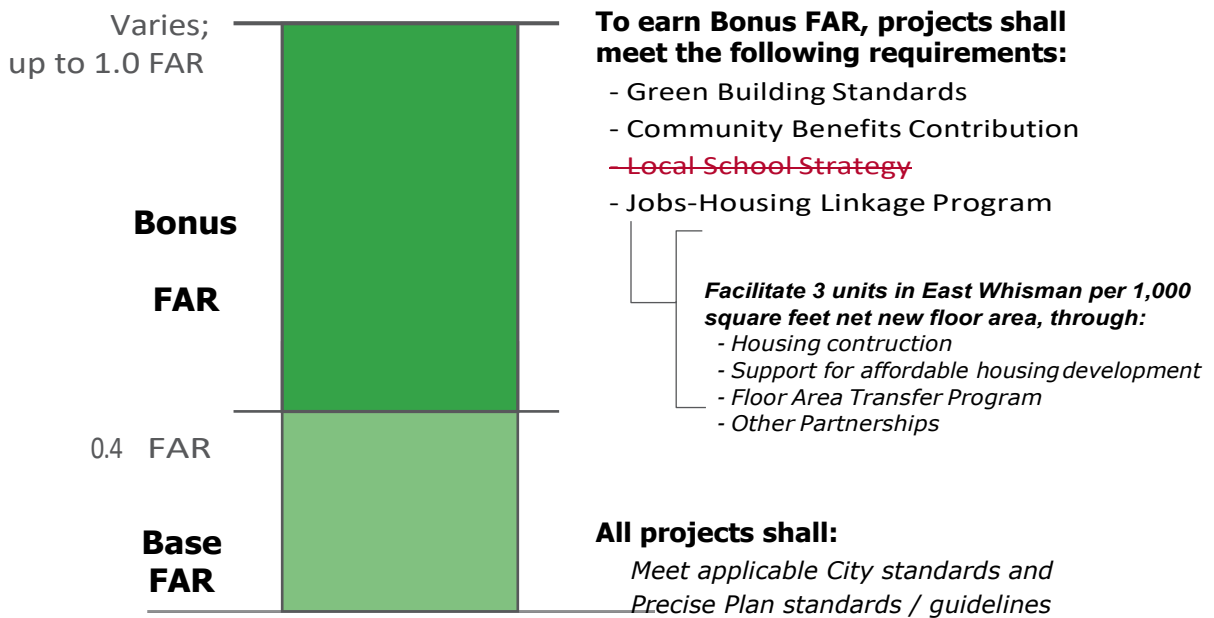 Varies;
up to 1.0 FAR
Bonus
FAR
0.4 FAR
Base
FAR
To earn Bonus FAR, projects shall
meet the following requirements:
- Green Building Standards
- Community Benefits Contribution
- Local School Strategy
- Jobs-Housing Linkage Program
Facilitate 3 units in East Whisman per 1,000
square feet net new floor area, through:
- Housing contruction
- Support for affordable housing development
- Floor Area Transfer Program
- Other Partnerships
All projects shall:
Meet applicable City standards and
Precise Plan standards / guidelines